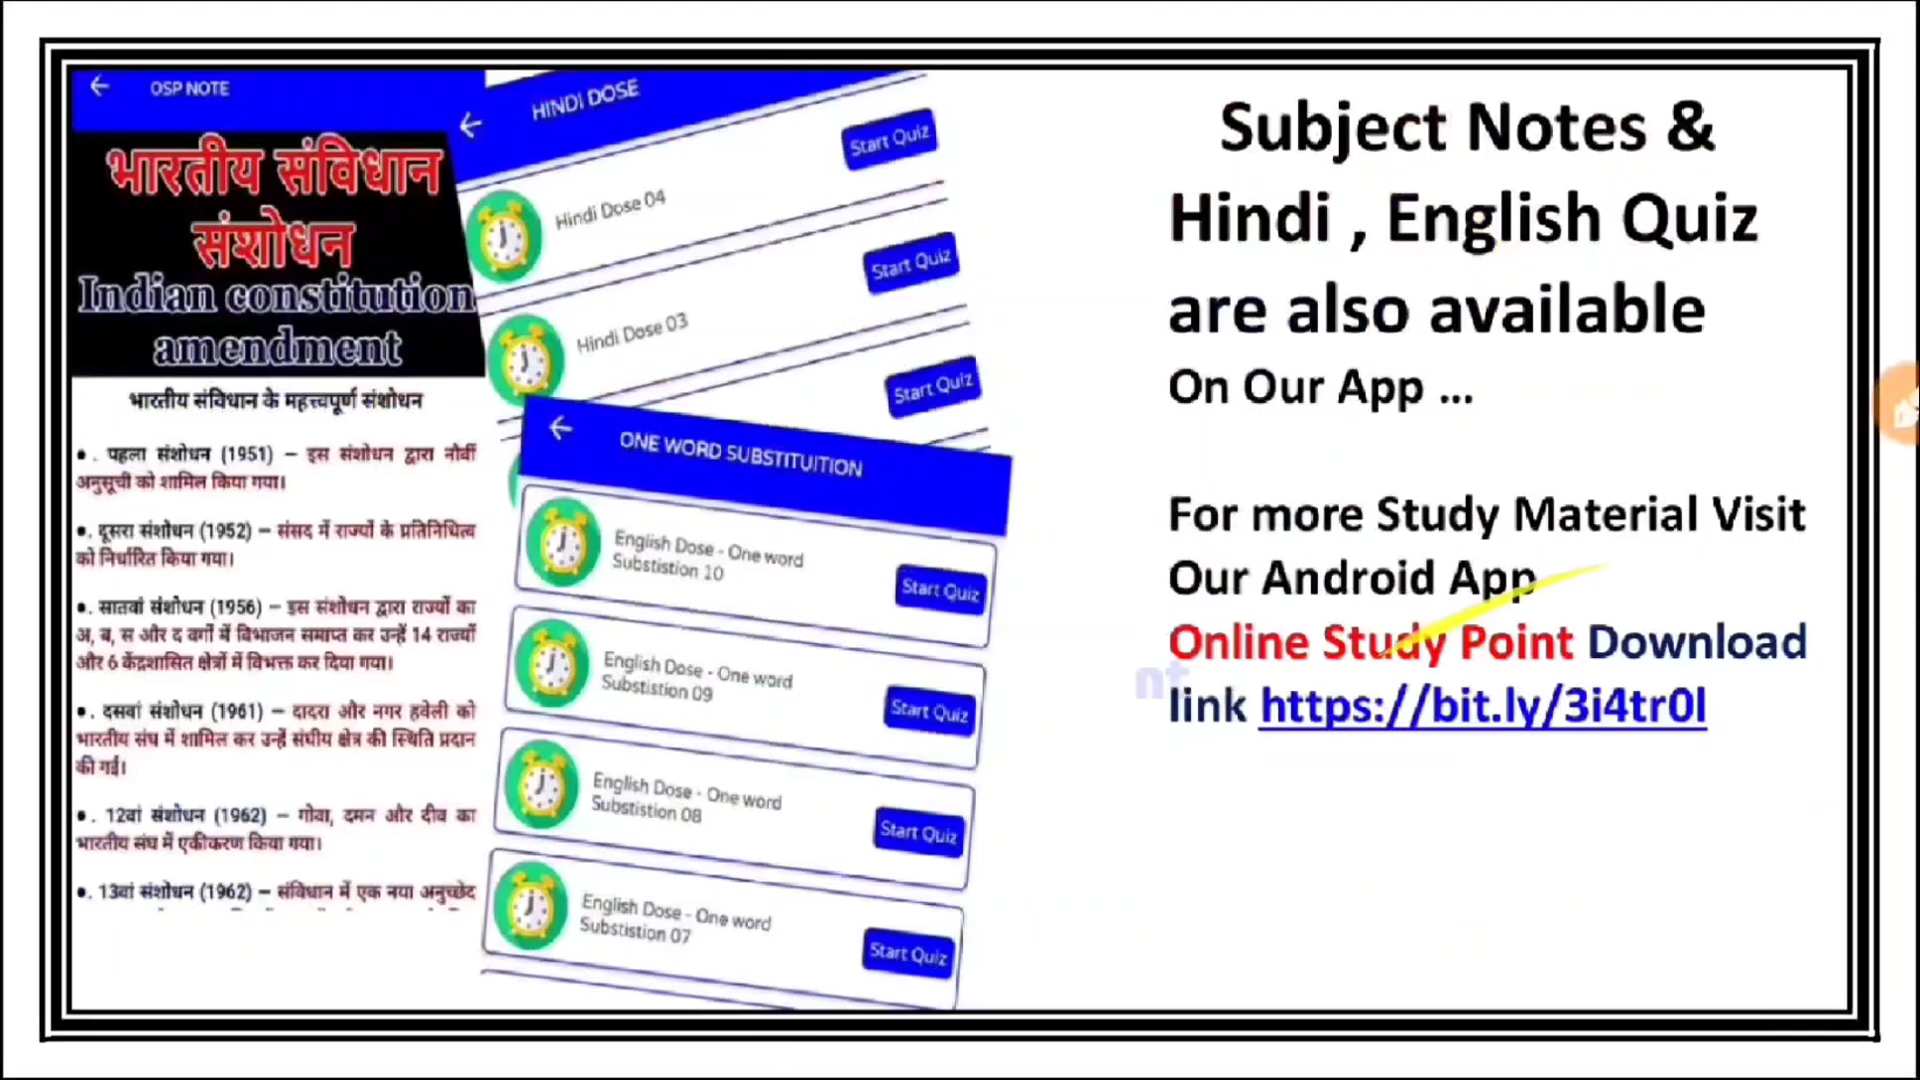 OSP NOTE
भारतीय संविधान
संशोधन
Indian constitution
amendment
भारतीय संविधान के महत्त्वपूर्ण संशोधन
●. पहला संशोधन (1951) – इस संशोधन द्वारा नौवीं
अनुसूची को शामिल किया गया।
●. दूसरा संशोधन (1952) – संसद में राज्यों के प्रतिनिधित्व
को निर्धारित किया गया।
●. सातवां संशोधन (1956) – इस संशोधन द्वारा राज्यों का
अ, ब, स और द वर्गों में विभाजन समाप्त कर उन्हें 14 राज्यों
और 6 केंद्रशासित क्षेत्रों में विभक्त कर दिया गया।
●. दसवां संशोधन (1961) – दादरा और नगर हवेली को
भारतीय संघ में शामिल कर उन्हें संघीय क्षेत्र की स्थिति प्रदान
की गई।
●. 12वां संशोधन (1962) – गोवा, दमन और दीव का
भारतीय संघ में एकीकरण किया गया।
●. 13वां संशोधन (1962) – संविधान में एक नया अनुच्छेद
HINDI DOSE
Start Quiz
Hindi Dose 04
Start Quiz
Hindi Dose 03
Start Quiz
ONE WORD SUBSTITUITION
English Dose - One word
Substistion 10
Start Quiz
English Dose - One word
Substistion 09
Start Quiz
English Dose - One word
Substistion 08
Start Quiz
English Dose - One word
Substistion 07
Start Quiz
Subject Notes &
Hindi , English Quiz
are also available
On Our App ...
For more Study Material Visit
Our Android App
Online Study Point Download
link https://bit.ly/3i4tr0l